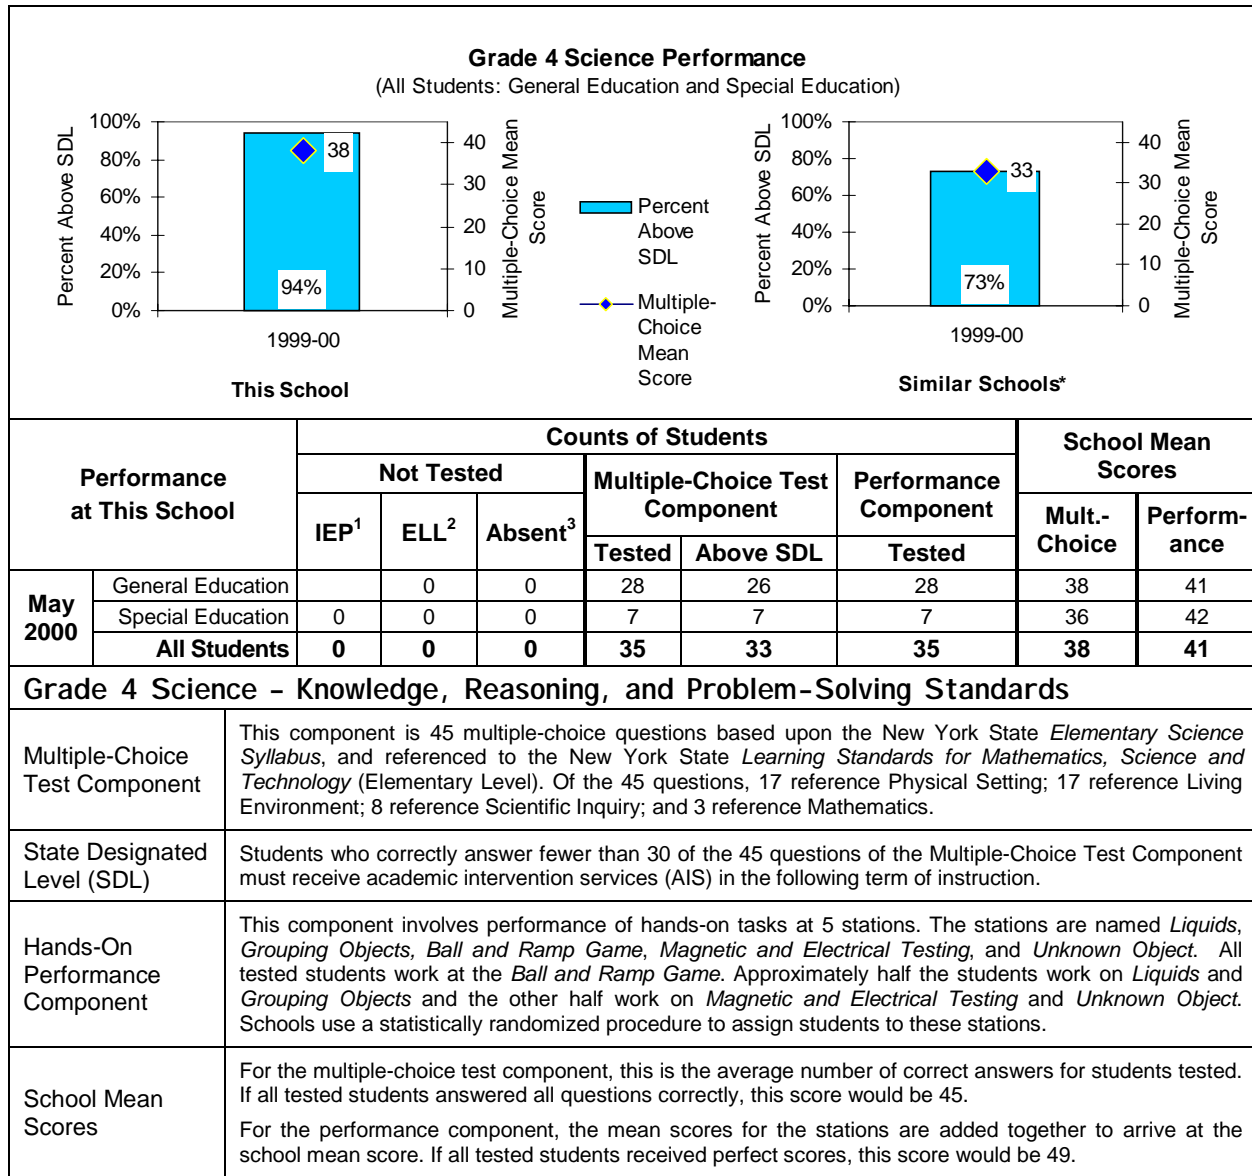 Grade 4 Science Performance
(All Students: General Education and Special Education)
Percent Above SDL
100%
80%
60%
40%
20%
0%
38
94%
40
30
20
10
0
Multiple-Choice Mean
Score
1999-00
This School
Percent
Above
SDL
Multiple-
Choice
Mean
Score
Percent Above SDL
100%
80%
60%
40%
20%
0%
33
73%
40
30
20
10
0
Multiple-Choice Mean
Score
1999-00
Similar Schools*
Performance
at This School
Counts of Students
School Mean
Scores
Not Tested
Multiple-Choice Test
Component
Performance
Component
IEP¹ ELL² Absent³
Tested Above SDL Tested
Mult.-
Choice
Perform-
ance
May
2000
General Education 0 0 28 26 28 38 41
Special Education 0 0 0 7 7 7 36 42
All Students 0 0 0 35 33 35 38 41
Grade 4 Science – Knowledge, Reasoning, and Problem-Solving Standards
Multiple-Choice
Test Component
This component is 45 multiple-choice questions based upon the New York State Elementary Science
Syllabus, and referenced to the New York State Learning Standards for Mathematics, Science and
Technology (Elementary Level). Of the 45 questions, 17 reference Physical Setting; 17 reference Living
Environment; 8 reference Scientific Inquiry; and 3 reference Mathematics.
State Designated
Level (SDL)
Students who correctly answer fewer than 30 of the 45 questions of the Multiple-Choice Test Component
must receive academic intervention services (AIS) in the following term of instruction.
Hands-On
Performance
Component
This component involves performance of hands-on tasks at 5 stations. The stations are named Liquids,
Grouping Objects, Ball and Ramp Game, Magnetic and Electrical Testing, and Unknown Object. All
tested students work at the Ball and Ramp Game. Approximately half the students work on Liquids and
Grouping Objects and the other half work on Magnetic and Electrical Testing and Unknown Object.
Schools use a statistically randomized procedure to assign students to these stations.
School Mean
Scores
For the multiple-choice test component, this is the average number of correct answers for students tested.
If all tested students answered all questions correctly, this score would be 45.
For the performance component, the mean scores for the stations are added together to arrive at the
school mean score. If all tested students received perfect scores, this score would be 49.